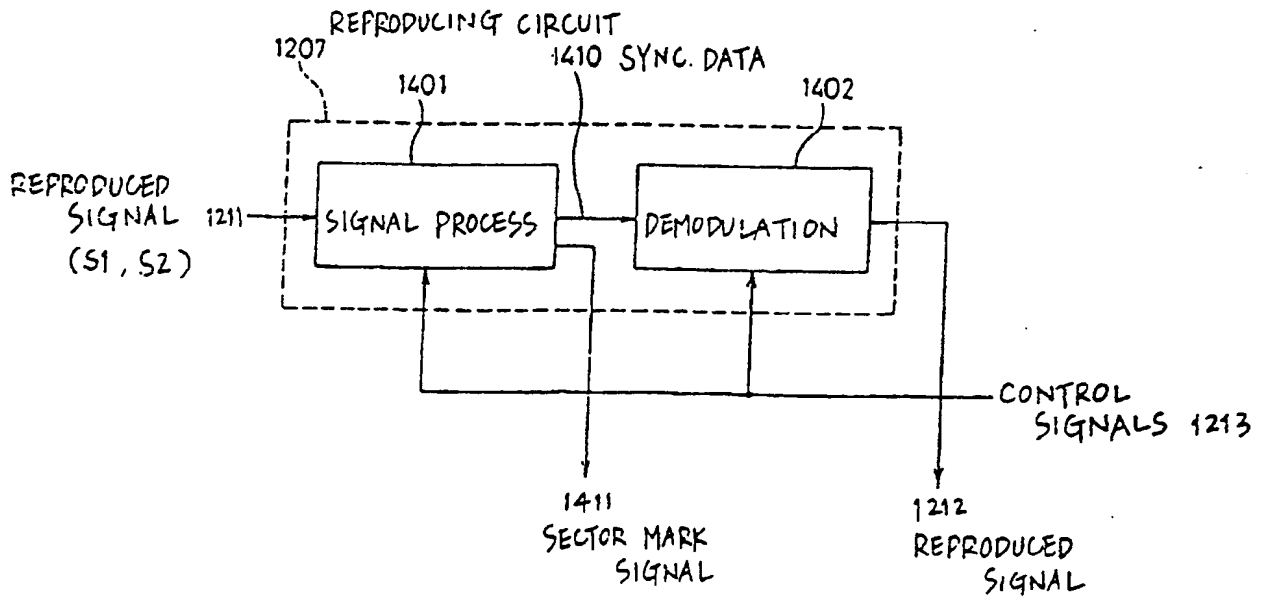 REPRODUCING CIRCUIT
1207
1410 SYNC. DATA
1401
1402
REPRODUCED
SIGNAL 1211
(S1, S2)
SIGNAL PROCESS
DEMODULATION
CONTROL
SIGNALS 1213
1411
SECTOR MARK
SIGNAL
1212
REPRODUCED
SIGNAL